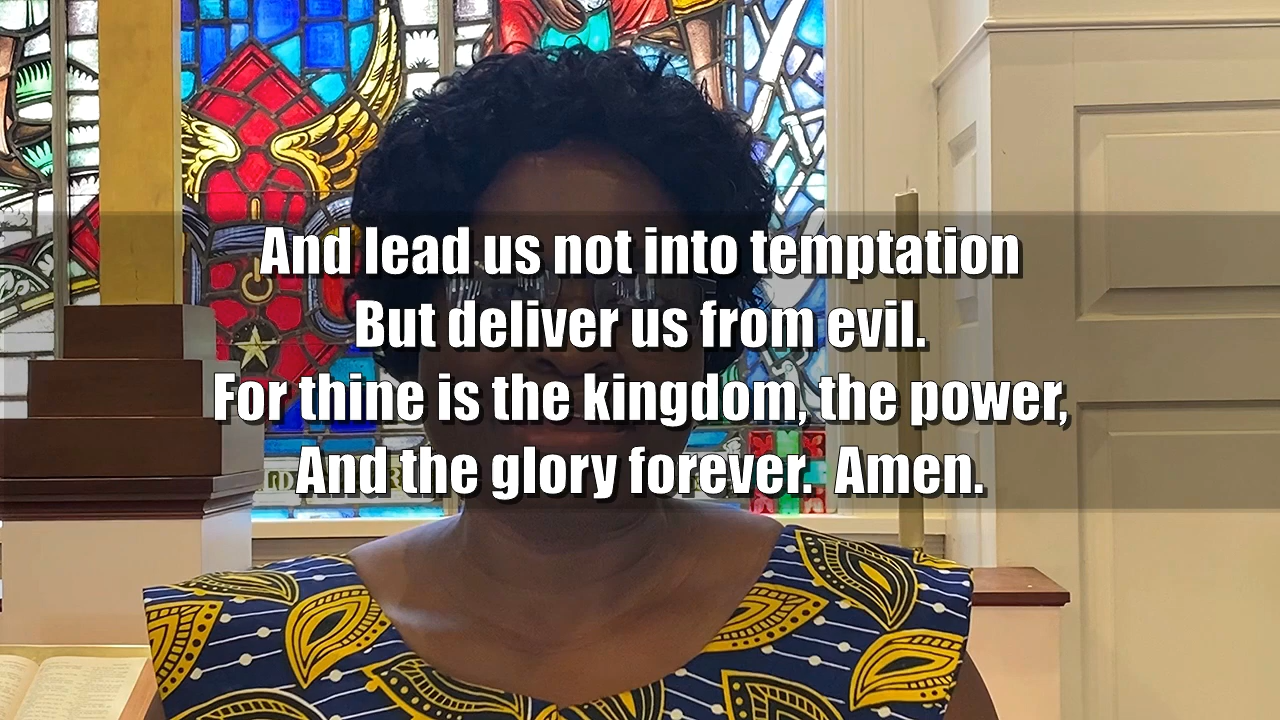 And lead us not into temptation
But deliver us from evil.
For thine is the kingdom, the power,
And the glory forever.  Amen.